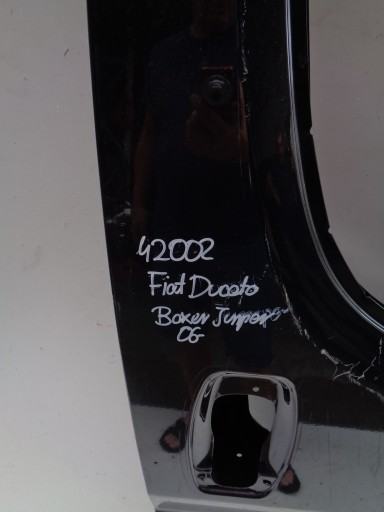 42002
Fiat Ducato
Boxer Jumper
06